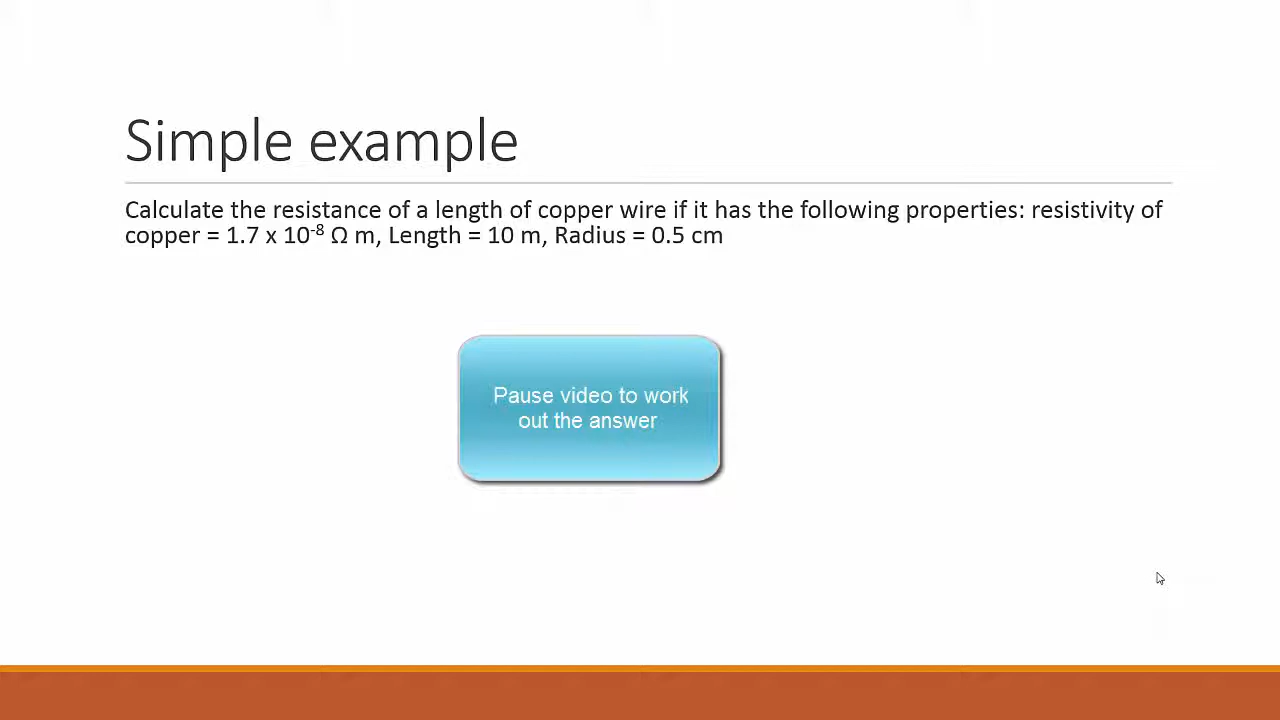 Simple example
Calculate the resistance of a length of copper wire if it has the following properties: resistivity of
copper = 1.7 x 10⁻⁸ Ω m, Length = 10 m, Radius = 0.5 cm
Pause video to work
out the answer